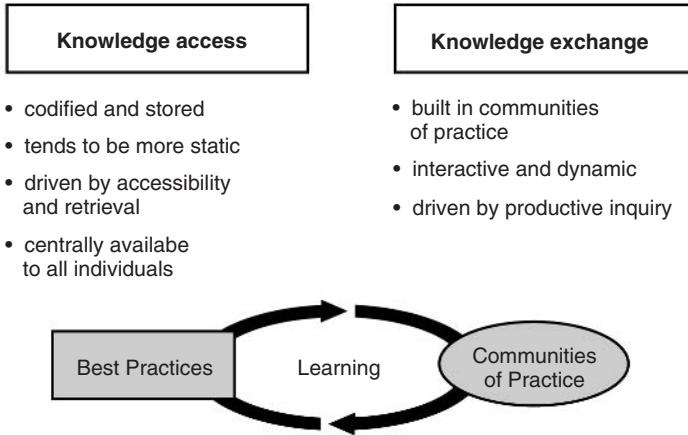 Knowledge access
• codified and stored
• tends to be more static
• driven by accessibility
and retrieval
• centrally availabe
to all individuals
Knowledge exchange
• built in communities
of practice
• interactive and dynamic
• driven by productive inquiry
Best Practices
Learning
Communities
of Practice